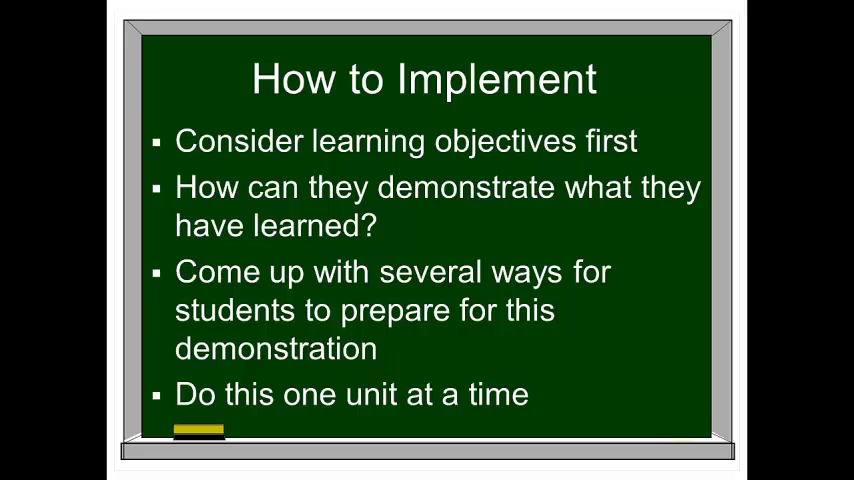 How to Implement
▪ Consider learning objectives first
▪ How can they demonstrate what they
have learned?
▪ Come up with several ways for
students to prepare for this
demonstration
▪ Do this one unit at a time